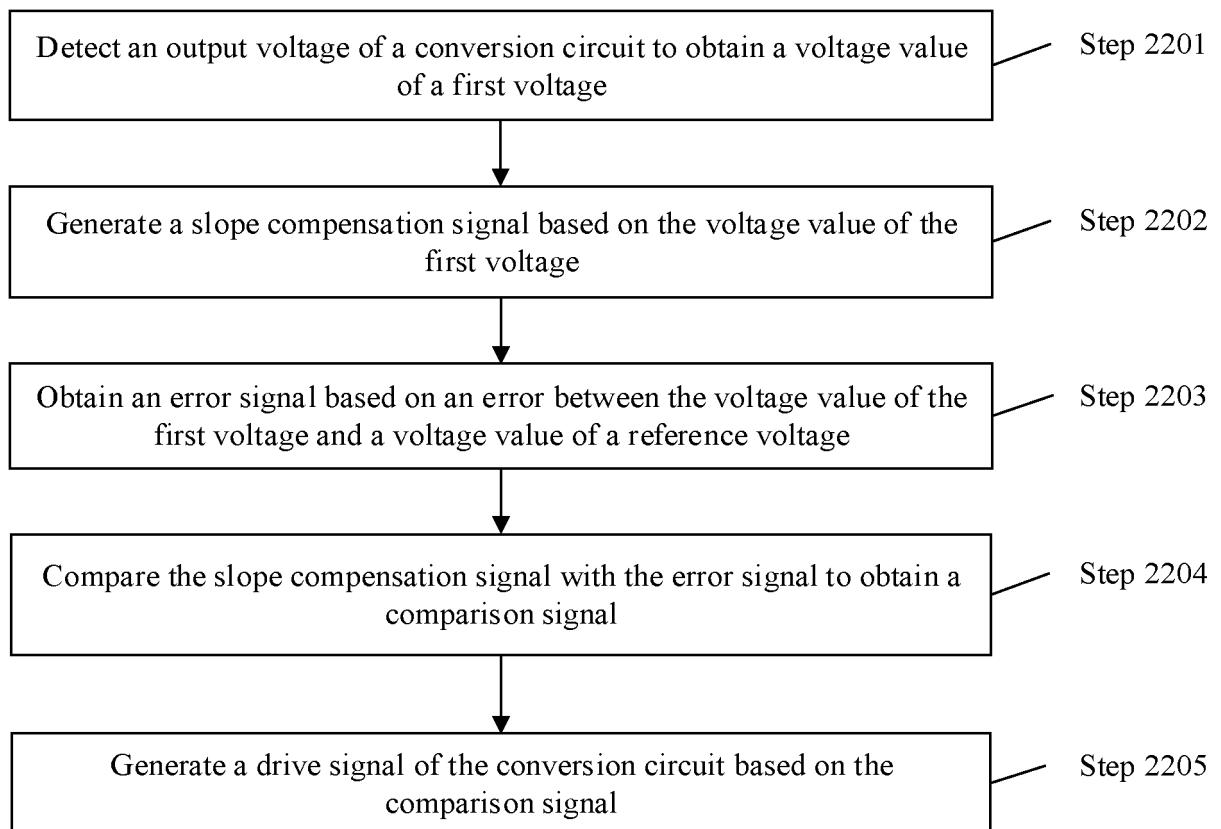 Detect an output voltage of a conversion circuit to obtain a voltage value
of a first voltage
Step 2201
Generate a slope compensation signal based on the voltage value of the
first voltage
Step 2202
Obtain an error signal based on an error between the voltage value of the
first voltage and a voltage value of a reference voltage
Step 2203
Compare the slope compensation signal with the error signal to obtain a
comparison signal
Step 2204
Generate a drive signal of the conversion circuit based on the
comparison signal
Step 2205